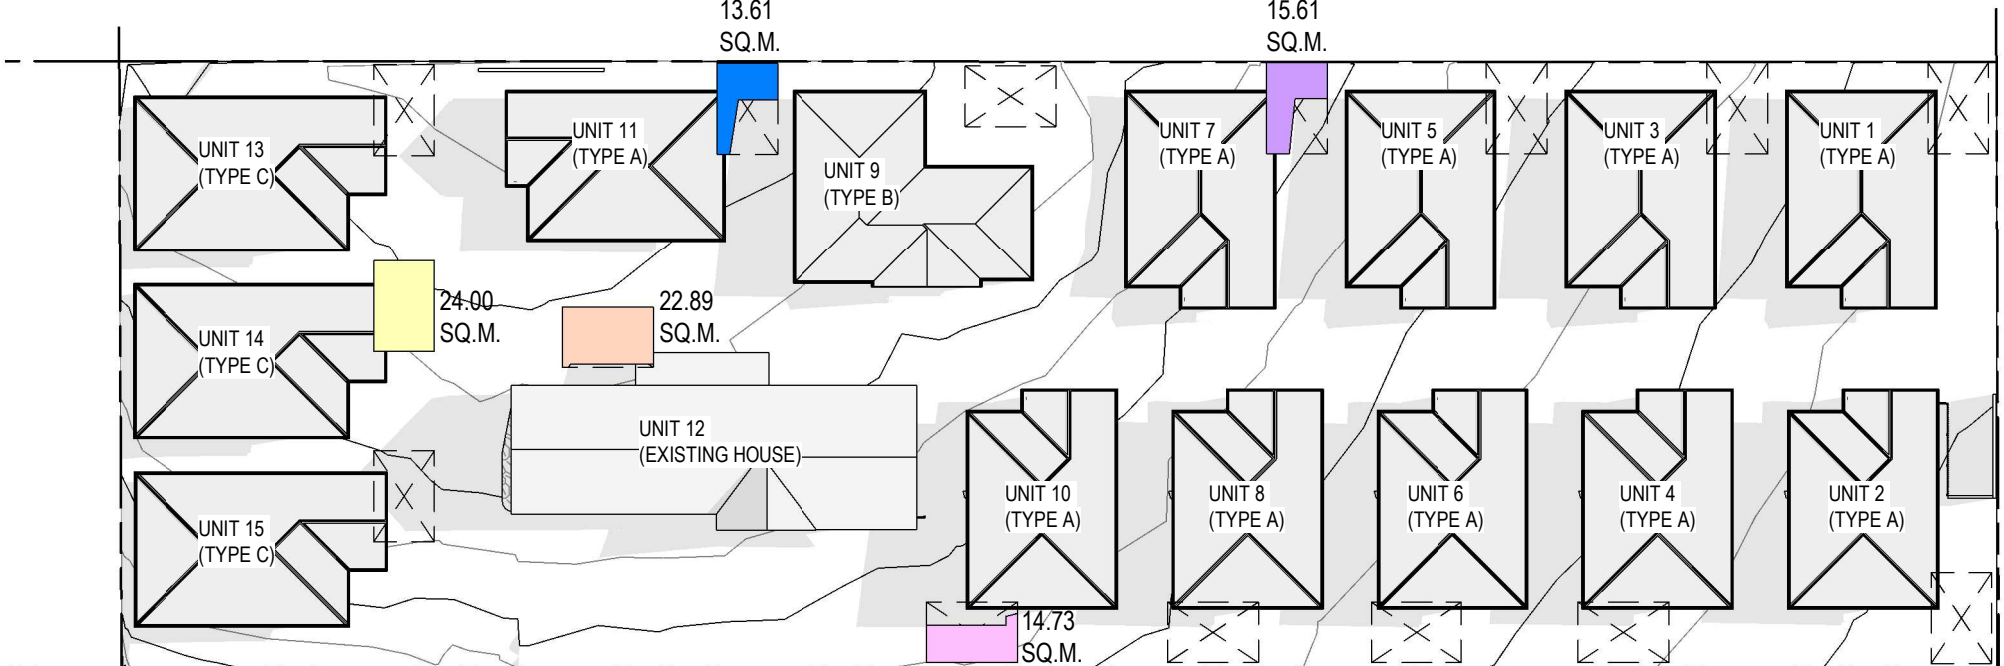 13.61
SQ.M.
15.61
SQ.M.
UNIT 13
(TYPE C)
UNIT 11
(TYPE A)
UNIT 9
(TYPE B)
UNIT 7
(TYPE A)
UNIT 5
(TYPE A)
UNIT 3
(TYPE A)
UNIT 1
(TYPE A)
24.00
SQ.M.
22.89
SQ.M.
UNIT 14
(TYPE C)
UNIT 12
(EXISTING HOUSE)
UNIT 15
(TYPE C)
UNIT 10
(TYPE A)
UNIT 8
(TYPE A)
UNIT 6
(TYPE A)
UNIT 4
(TYPE A)
UNIT 2
(TYPE A)
14.73
SQ.M.